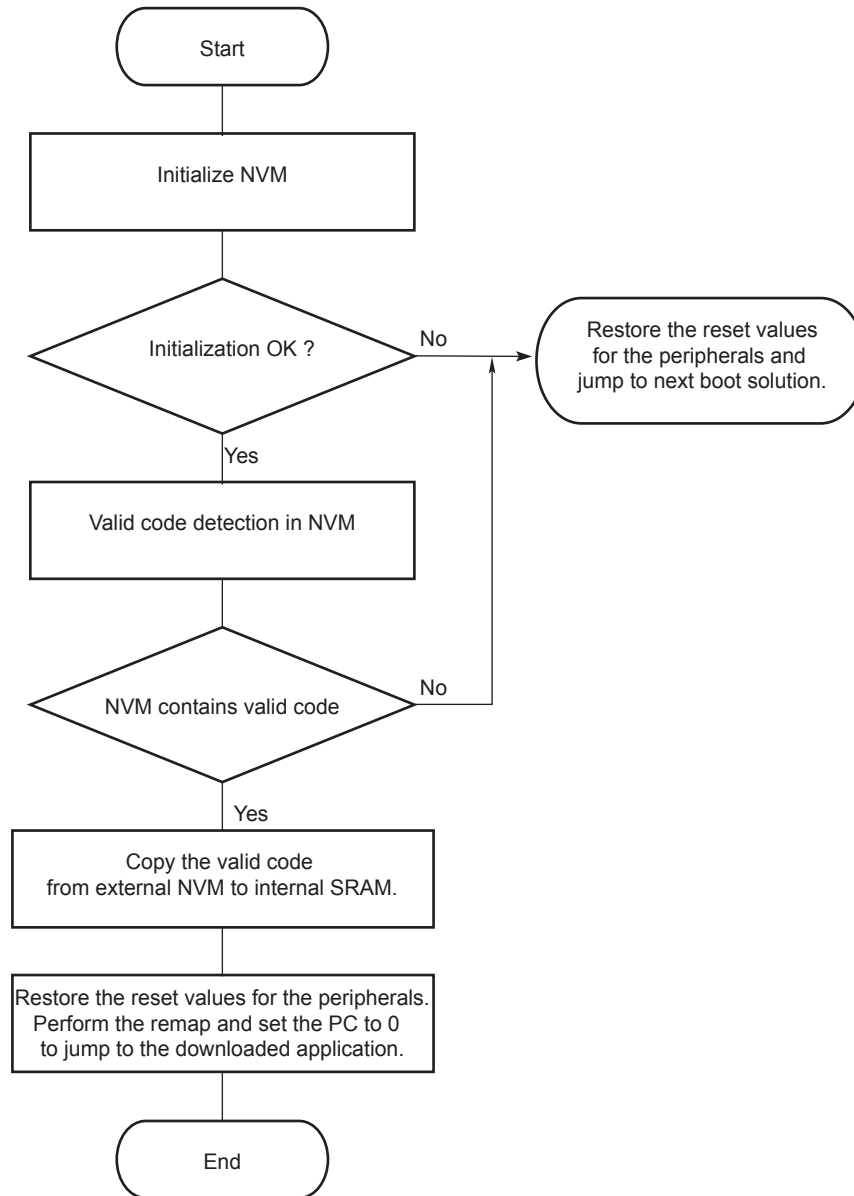 Start
Initialize NVM
Initialization OK ?
No
Restore the reset values
for the peripherals and
jump to next boot solution.
Yes
Valid code detection in NVM
NVM contains valid code
No
Yes
Copy the valid code
from external NVM to internal SRAM.
Restore the reset values for the peripherals.
Perform the remap and set the PC to 0
to jump to the downloaded application.
End